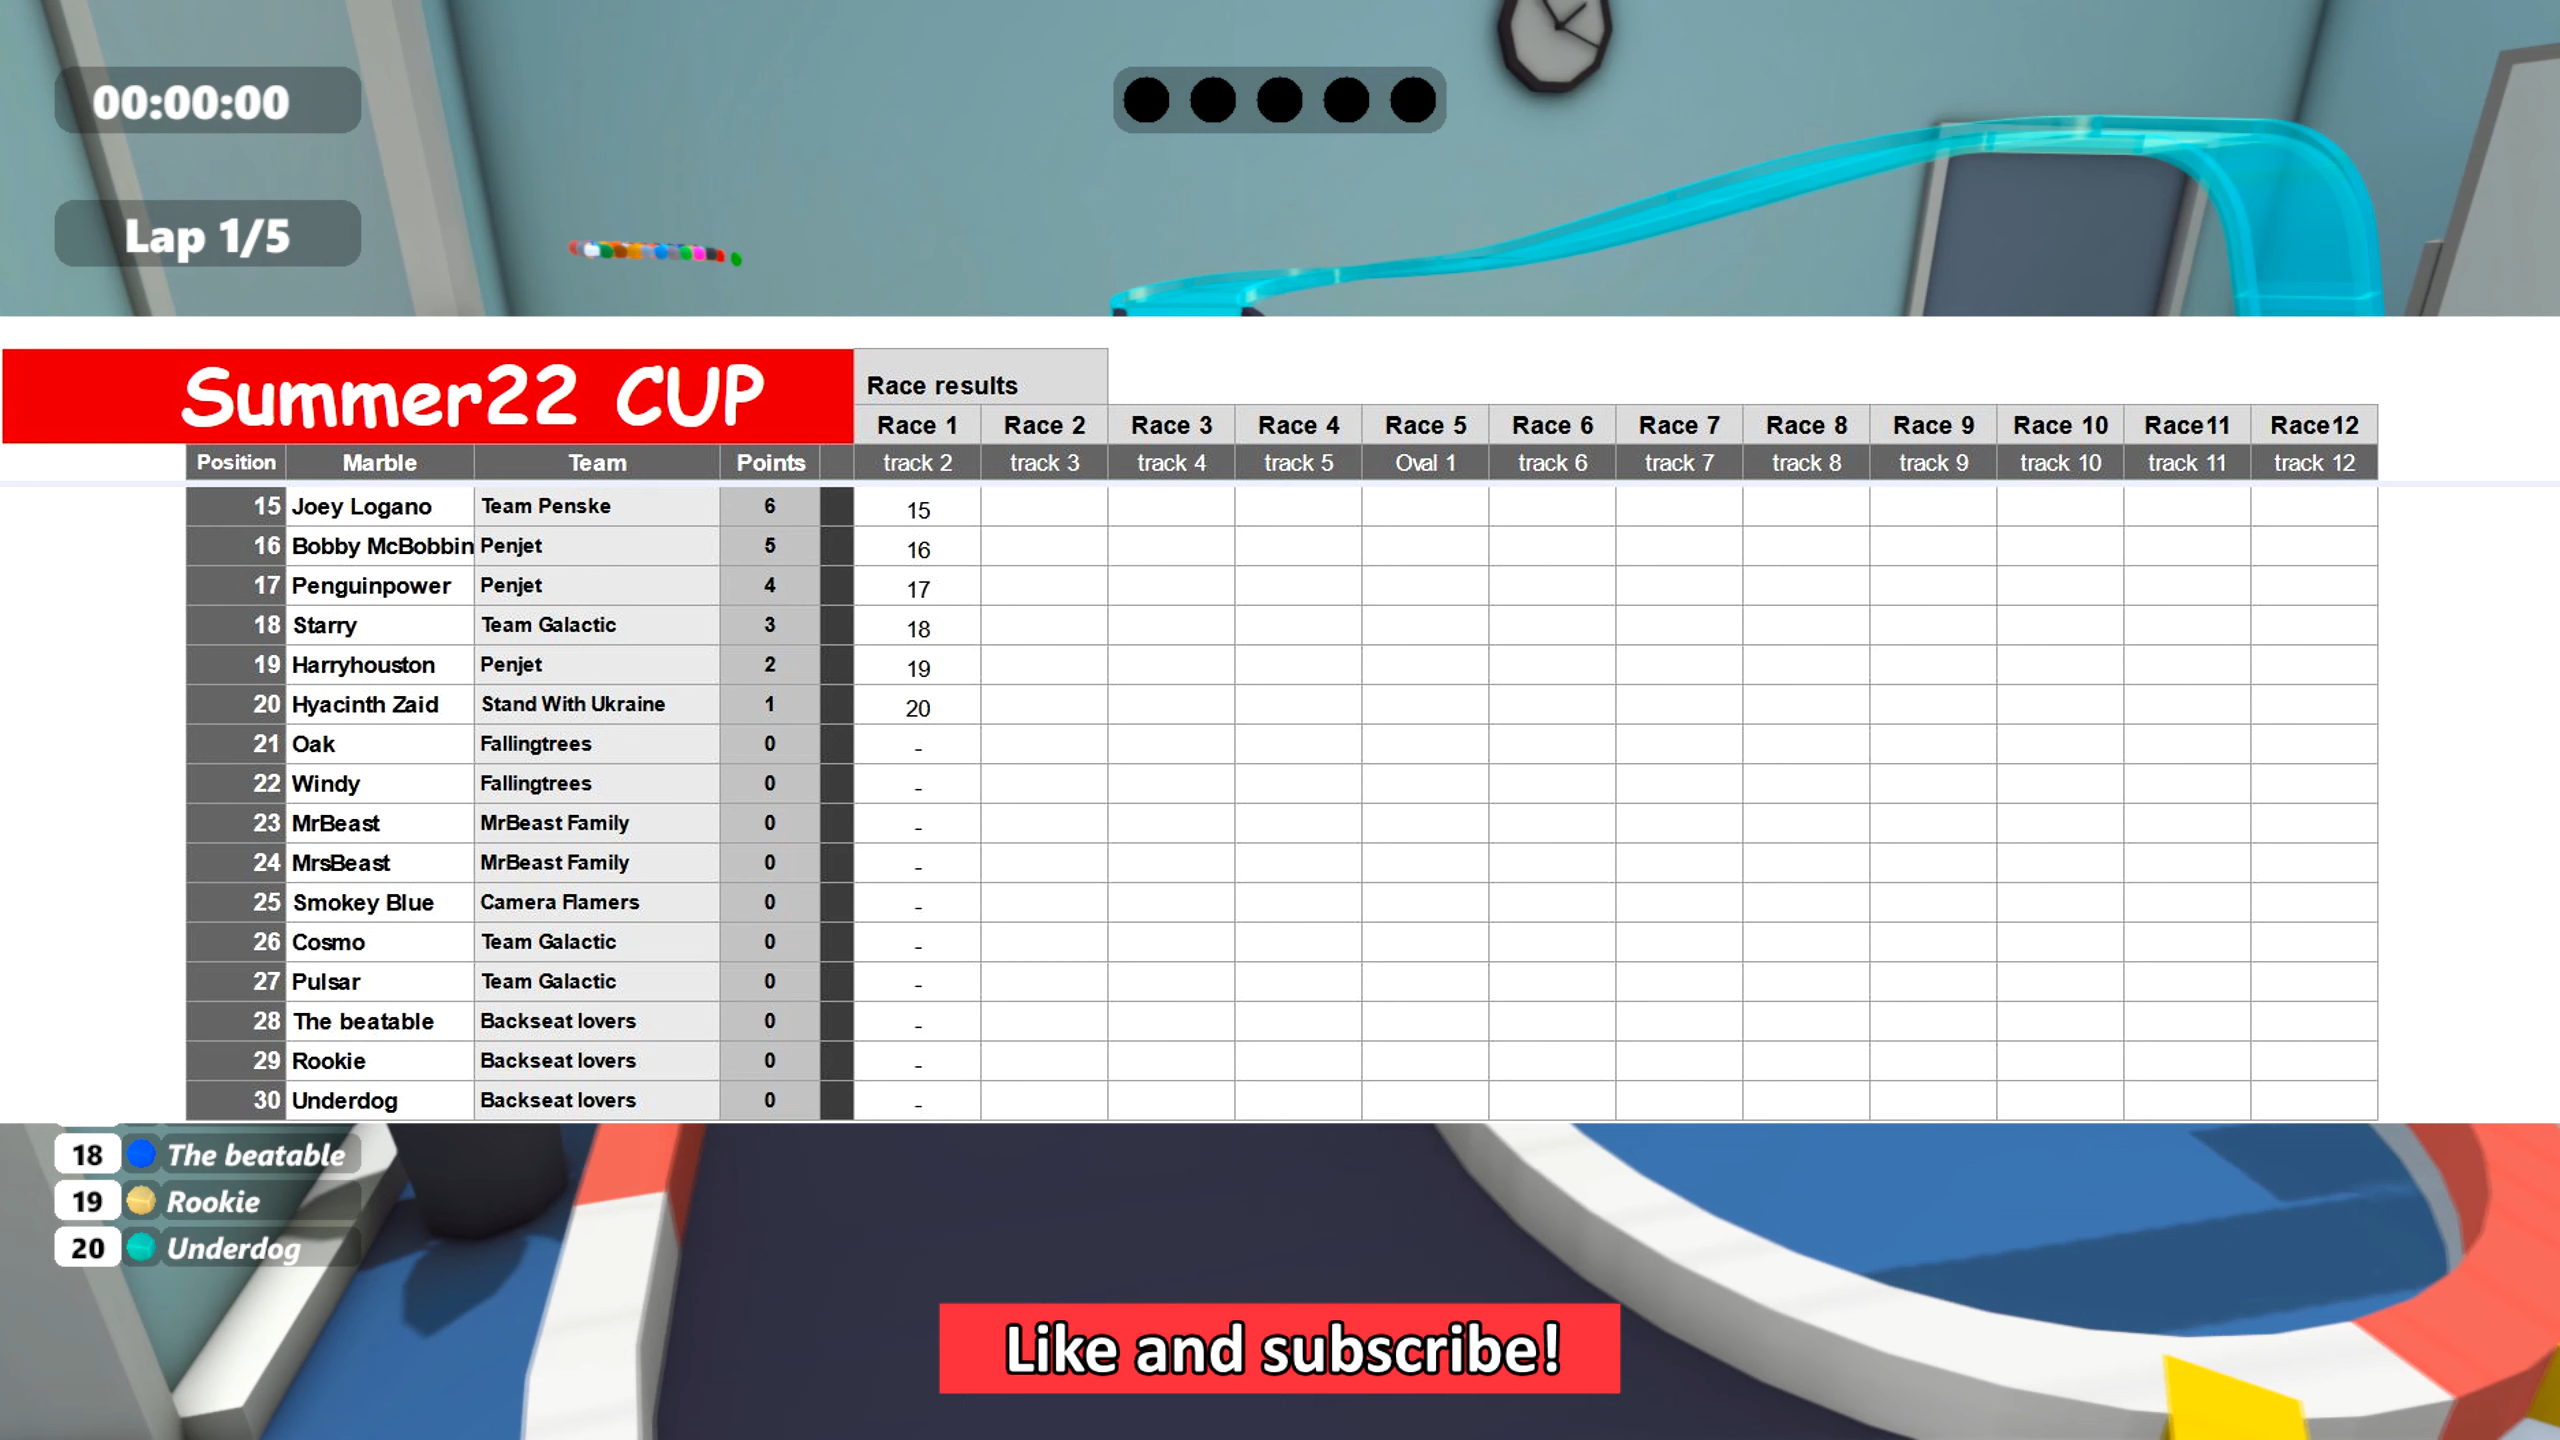 00:00:00
Lap 1/5
Summer22 CUP
Race results
Race 1 Race 2 Race 3 Race 4 Race 5 Race 6 Race 7 Race 8 Race 9 Race 10 Race11 Race12
Position Marble Team Points track 2 track 3 track 4 track 5 Oval 1 track 6 track 7 track 8 track 9 track 10 track 11 track 12
15 Joey Logano Team Penske 6 15
16 Bobby McBobbin Penjet 5 16
17 Penguinpower Penjet 4 17
18 Starry Team Galactic 3 18
19 Harryhouston Penjet 2 19
20 Hyacinth Zaid Stand With Ukraine 1 20
21 Oak Fallingtrees 0 -
22 Windy Fallingtrees 0 -
23 MrBeast MrBeast Family 0 -
24 MrsBeast MrBeast Family 0 -
25 Smokey Blue Camera Flamers 0 -
26 Cosmo Team Galactic 0 -
27 Pulsar Team Galactic 0 -
28 The beatable Backseat lovers 0 -
29 Rookie Backseat lovers 0 -
30 Underdog Backseat lovers 0 -
18 The beatable
19 Rookie
20 Underdog
Like and subscribe!